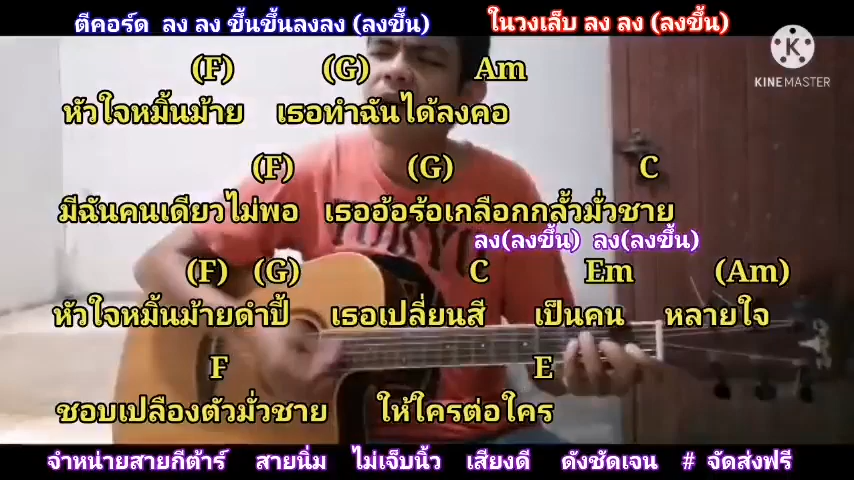 ตีคอร์ด ลง ลง ขึ้นขึ้นลงลง (ลงขึ้น) ในวงเล็บ ลง ลง (ลงขึ้น)
KINEMASTER
(F) (G) Am
หัวใจหมิ้นม้าย เธอทำฉันได้ลงคอ
(F) (G) C
มีฉันคนเดียวไม่พอ เธออ้อร้อเกลือกกลั้วมั่วชาย
ลง(ลงขึ้น) ลง(ลงขึ้น)
(F) (G) C Em (Am)
หัวใจหมิ้นม้ายดำปี้ เธอเปลี่ยนสี เป็นคน หลายใจ
F E
ชอบเปลืองตัวมั่วชาย ให้ใครต่อใคร
จำหน่ายสายกีต้าร์ สายนิ่ม ไม่เจ็บนิ้ว เสียงดี ดังชัดเจน # จัดส่งฟรี